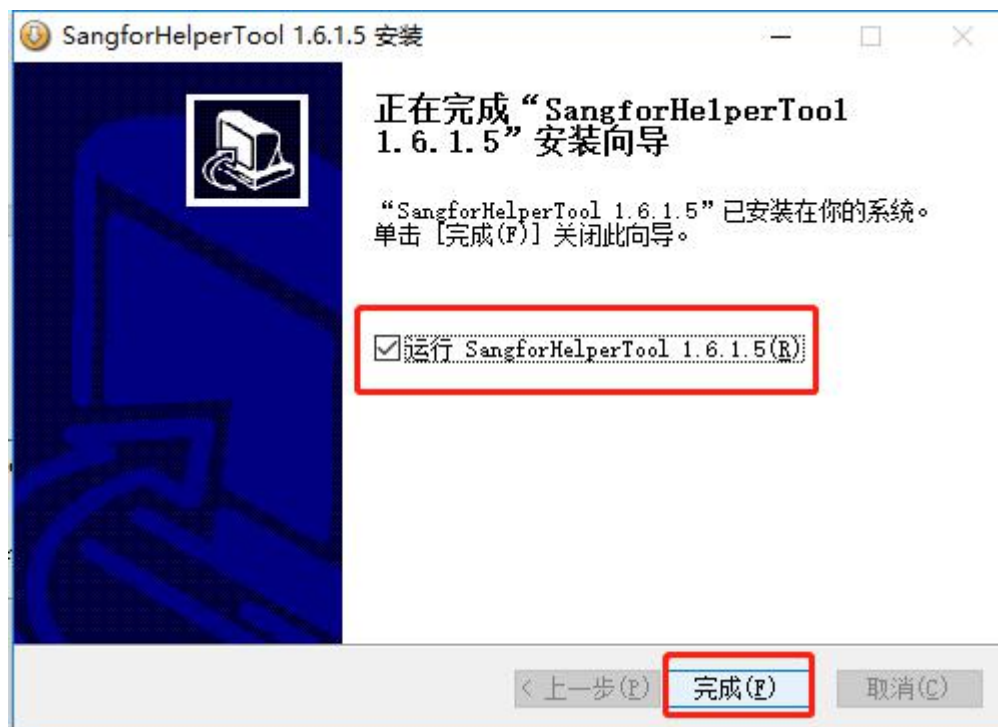 SangforHelperTool 1.6.1.5 安装
正在完成“SangforHelperTool
1.6.1.5”安装向导
“SangforHelperTool 1.6.1.5”已安装在你的系统。
单击 [完成(F)] 关闭此向导。
运行 SangforHelperTool 1.6.1.5(R)
< 上一步(P) 完成(F) 取消(C)